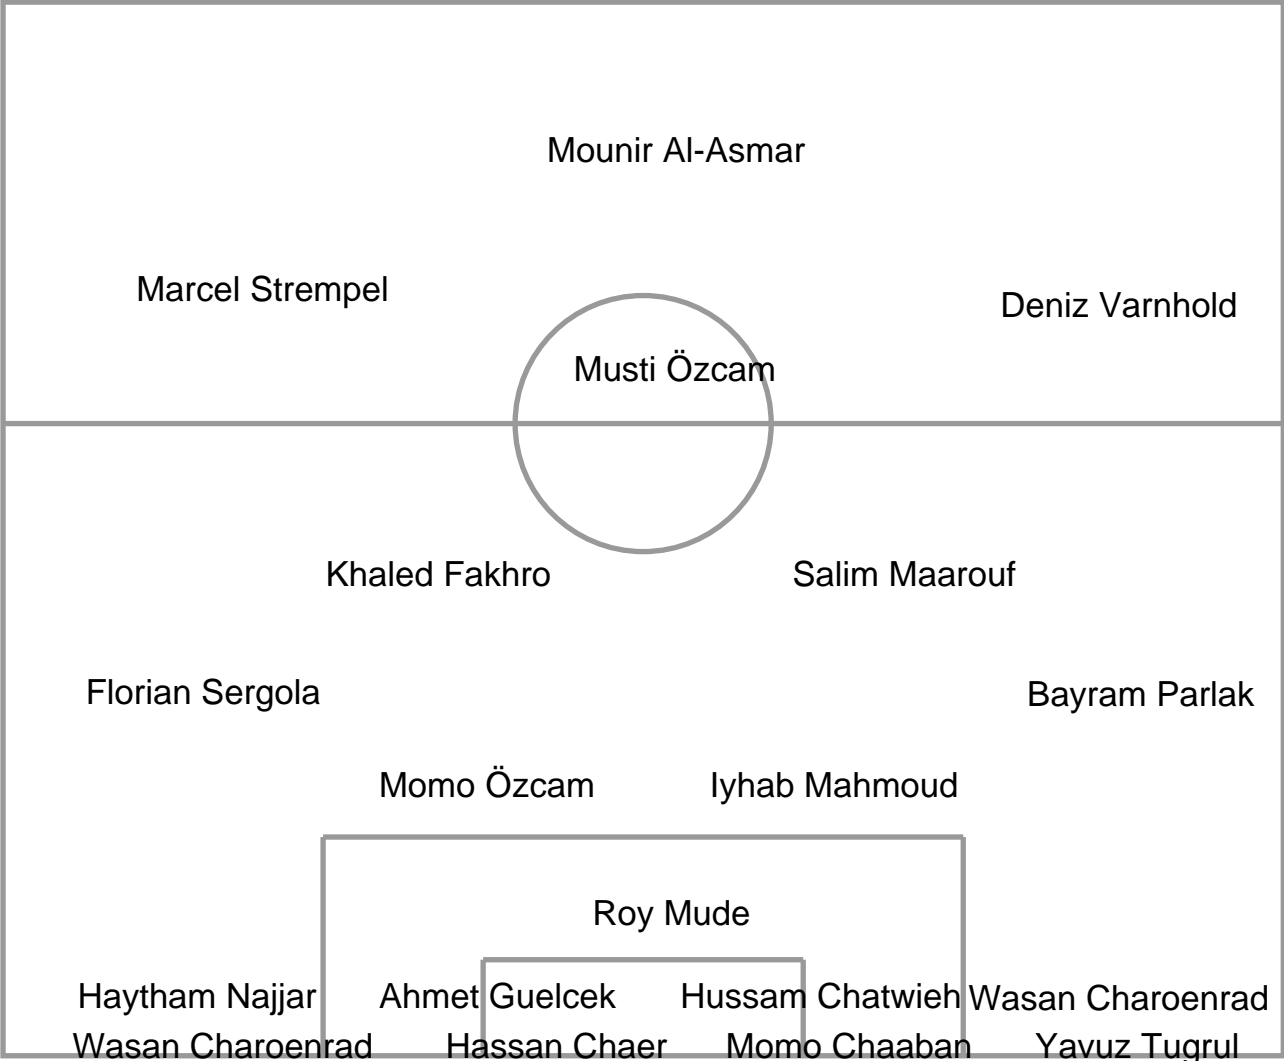 Mounir Al-Asmar
Marcel Strempel
Deniz Varnhold
Musti Özcam
Khaled Fakhro Salim Maarouf
Florian Sergola Bayram Parlak
Momo Özcam Iyhab Mahmoud
Roy Mude
Haytham Najjar Ahmet Guelcek Hussam Chatwieh Wasan Charoenrad
Wasan Charoenrad Hassan Chaer Momo Chaaban Yavuz Tugrul